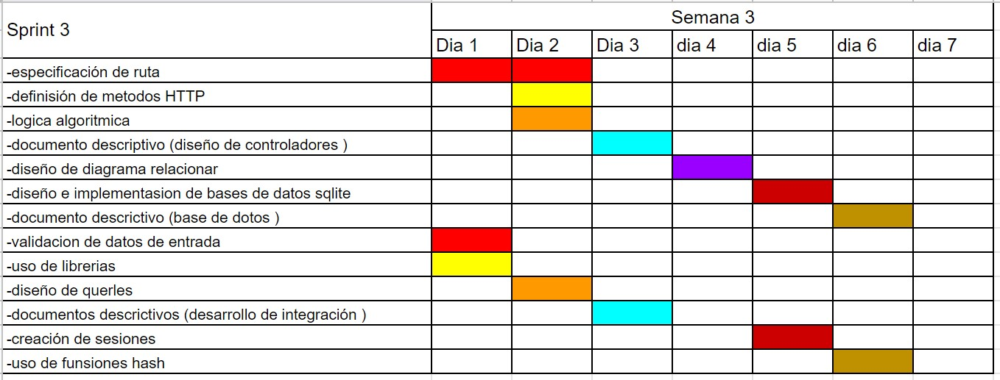 Sprint 3
Semana 3
Dia 1 Dia 2 Dia 3 dia 4 dia 5 dia 6 dia 7
-especificación de ruta
-definisión de metodos HTTP
-logica algoritmica
-documento descriptivo (diseño de controladores )
-diseño de diagrama relacionar
-diseño e implementasion de bases de datos sqlite
-documento descrictivo (base de dotos )
-validacion de datos de entrada
-uso de librerias
-diseño de querles
-documentos descrictivos (desarrollo de integración )
-creación de sesiones
-uso de funsiones hash